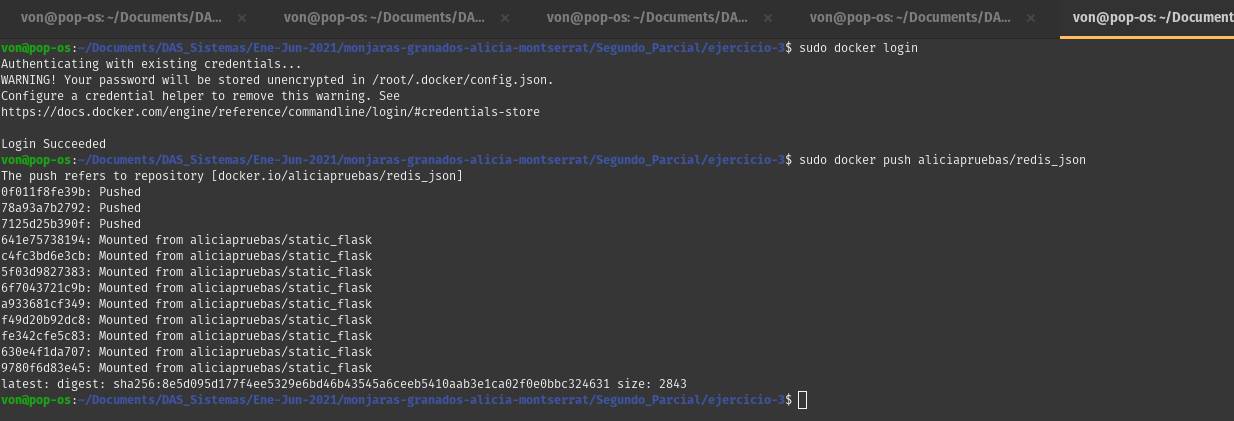 von@pop-os: ~/Documents/DA... × von@pop-os: ~/Documents/DA... × von@pop-os: ~/Documents/DA... × von@pop-os: ~/Documents/DA... × von@pop-os: ~/Document
von@pop-os:~/Documents/DAS_Sistemas/Ene-Jun-2021/monjaras-granados-alicia-montserrat/Segundo_Parcial/ejercicio-3$ sudo docker login
Authenticating with existing credentials...
WARNING! Your password will be stored unencrypted in /root/.docker/config.json.
Configure a credential helper to remove this warning. See
https://docs.docker.com/engine/reference/commandline/login/#credentials-store
Login Succeeded
von@pop-os:~/Documents/DAS_Sistemas/Ene-Jun-2021/monjaras-granados-alicia-montserrat/Segundo_Parcial/ejercicio-3$ sudo docker push aliciapruebas/redis_json
The push refers to repository [docker.io/aliciapruebas/redis_json]
0f011f8fe39b: Pushed
78a93a7b2792: Pushed
7125d25b390f: Pushed
641e75738194: Mounted from aliciapruebas/static_flask
c4fc3bd6e3cb: Mounted from aliciapruebas/static_flask
5f03d9827383: Mounted from aliciapruebas/static_flask
6f7043721c9b: Mounted from aliciapruebas/static_flask
a933681cf349: Mounted from aliciapruebas/static_flask
f49d20b92dc8: Mounted from aliciapruebas/static_flask
fe342cfe5c83: Mounted from aliciapruebas/static_flask
630e4f1da707: Mounted from aliciapruebas/static_flask
9780f6d83e45: Mounted from aliciapruebas/static_flask
latest: digest: sha256:8e5d095d177f4ee5329e6bd46b43545a6ceeb5410aab3e1ca02f0e0bbc324631 size: 2843
von@pop-os:~/Documents/DAS_Sistemas/Ene-Jun-2021/monjaras-granados-alicia-montserrat/Segundo_Parcial/ejercicio-3$